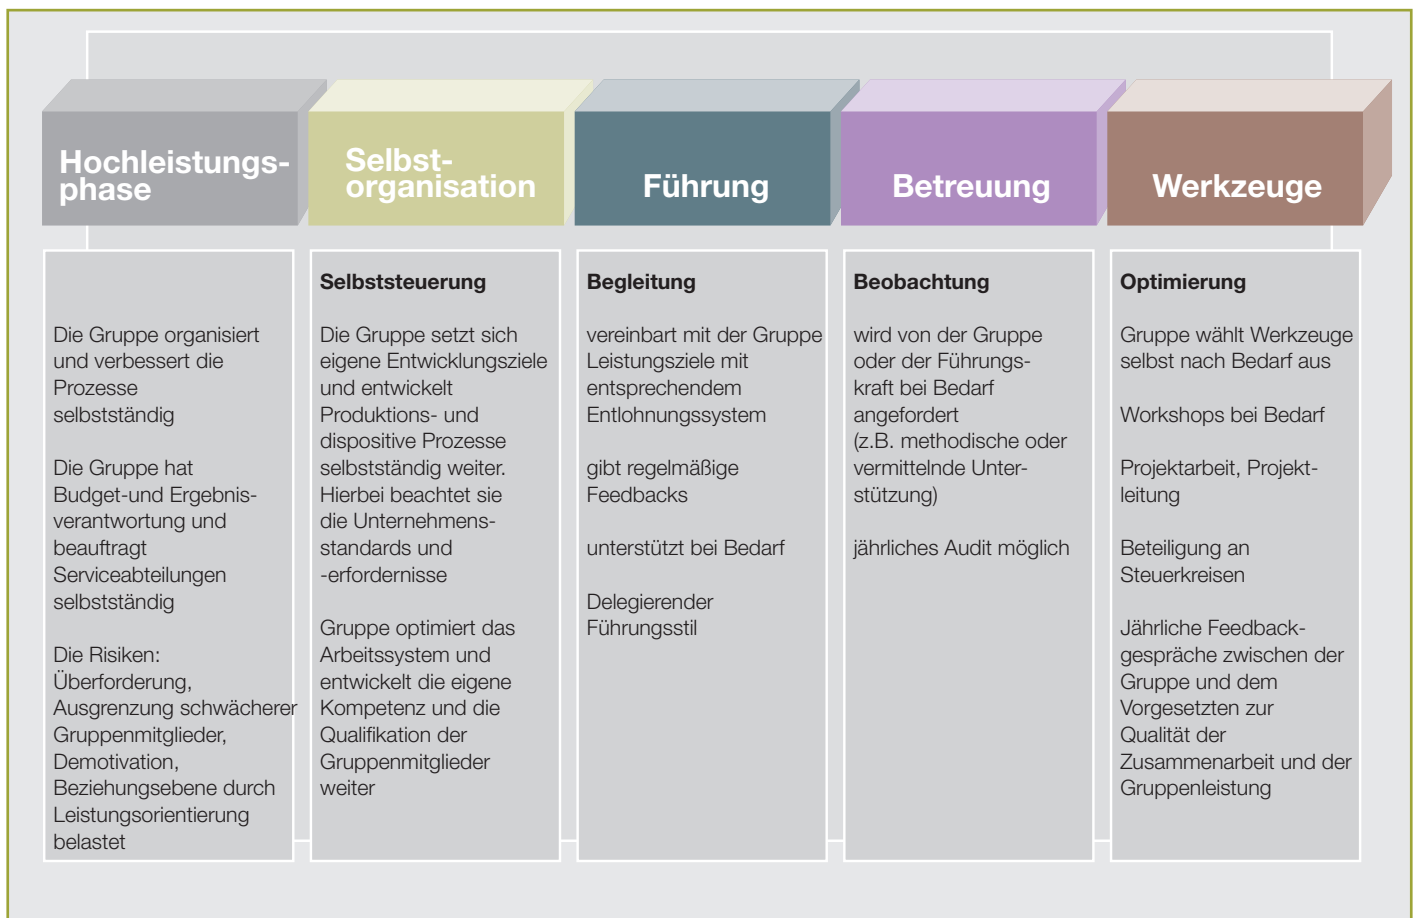 Hochleistungs-
phase
Selbst-
organisation
Führung
Betreuung
Werkzeuge
Die Gruppe organisiert
und verbessert die
Prozesse
selbstständig
Die Gruppe hat
Budget-und Ergebnis-
verantwortung und
beauftragt
Serviceabteilungen
selbstständig
Die Risiken:
Überforderung,
Ausgrenzung schwächerer
Gruppenmitglieder,
Demotivation,
Beziehungsebene durch
Leistungsorientierung
belastet
Selbststeuerung
Die Gruppe setzt sich
eigene Entwicklungsziele
und entwickelt
Produktions- und
dispositive Prozesse
selbstständig weiter.
Hierbei beachtet sie
die Unternehmens-
standards und
-erfordernisse
Gruppe optimiert das
Arbeitssystem und
entwickelt die eigene
Kompetenz und die
Qualifikation der
Gruppenmitglieder
weiter
Begleitung
vereinbart mit der Gruppe
Leistungsziele mit
entsprechendem
Entlohnungssystem
gibt regelmäßige
Feedbacks
unterstützt bei Bedarf
Delegierender
Führungsstil
Beobachtung
wird von der Gruppe
oder der Führungs-
kraft bei Bedarf
angefordert
(z.B. methodische oder
vermittelnde Unter-
stützung)
jährliches Audit möglich
Optimierung
Gruppe wählt Werkzeuge
selbst nach Bedarf aus
Workshops bei Bedarf
Projektarbeit, Projekt-
leitung
Beteiligung an
Steuerkreisen
Jährliche Feedback-
gespräche zwischen der
Gruppe und dem
Vorgesetzten zur
Qualität der
Zusammenarbeit und der
Gruppenleistung